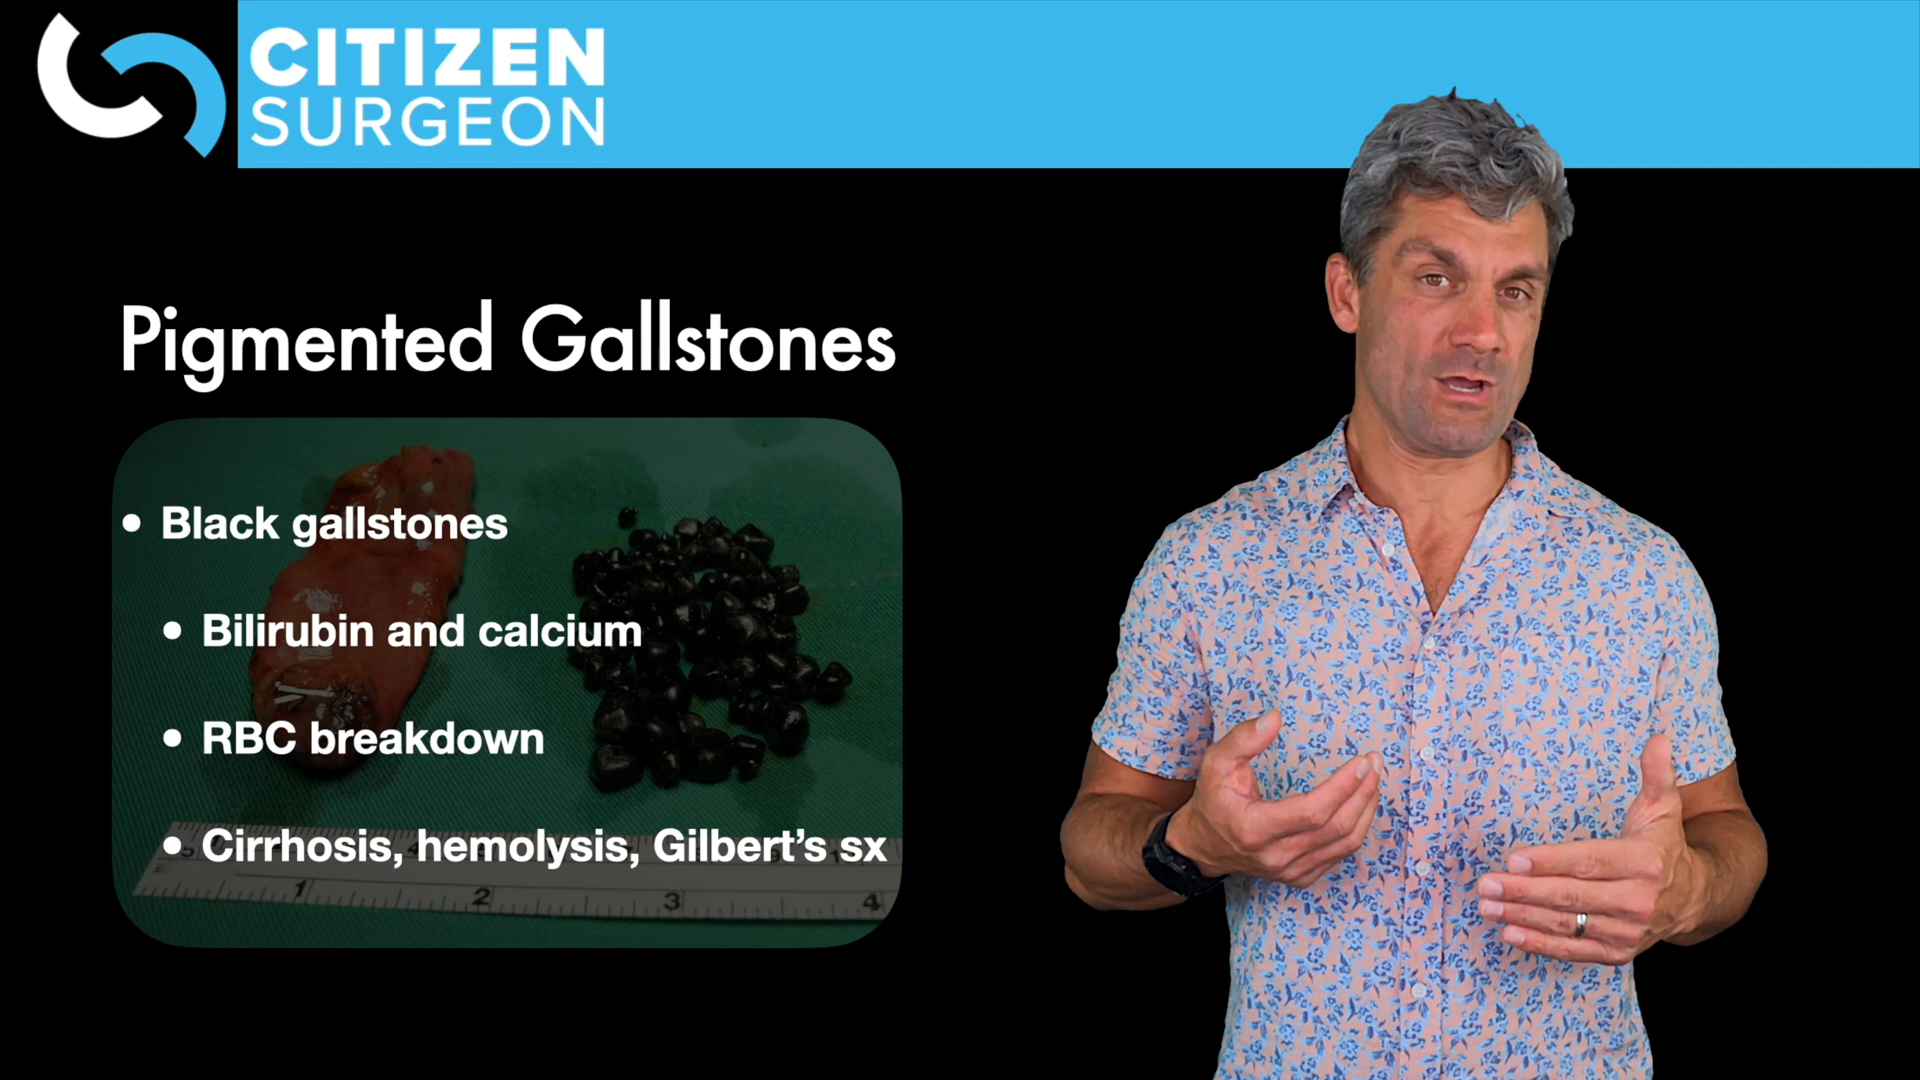 CITIZEN
SURGEON
Pigmented Gallstones
• Black gallstones
• Bilirubin and calcium
• RBC breakdown
• Cirrhosis, hemolysis, Gilbert’s sx
1 2 3 4